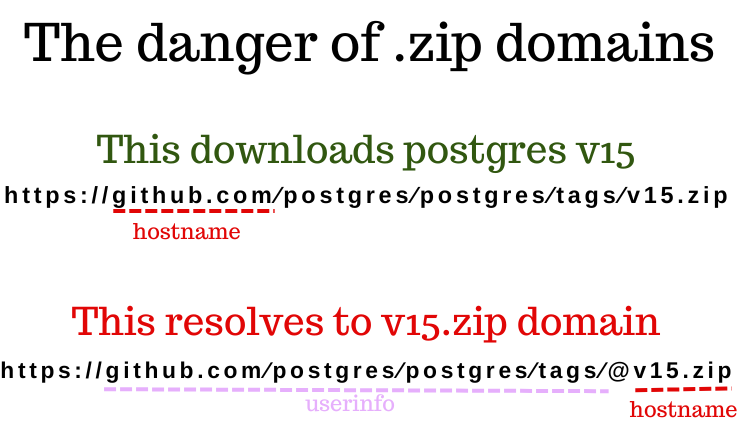 The danger of .zip domains
This downloads postgres v15
https://github.com∕postgres∕postgres∕tags∕v15.zip
hostname
This resolves to v15.zip domain
https://github.com∕postgres∕postgres∕tags∕@v15.zip
userinfo
hostname